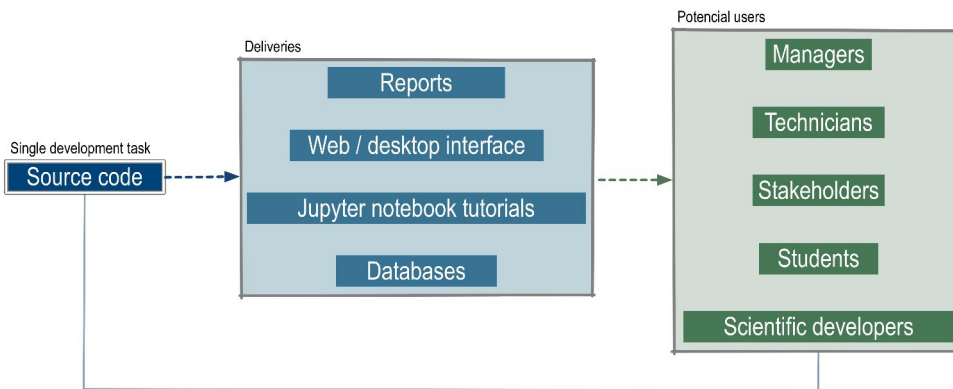 Single development task
Source code
Deliveries
Reports
Web / desktop interface
Jupyter notebook tutorials
Databases
Potencial users
Managers
Technicians
Stakeholders
Students
Scientific developers